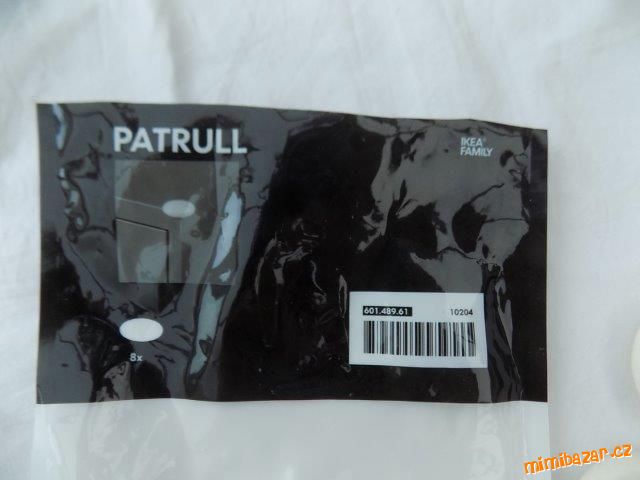 PATRULL
IKEA®
FAMILY
601.489.61 10204
8x
mimibazar.cz